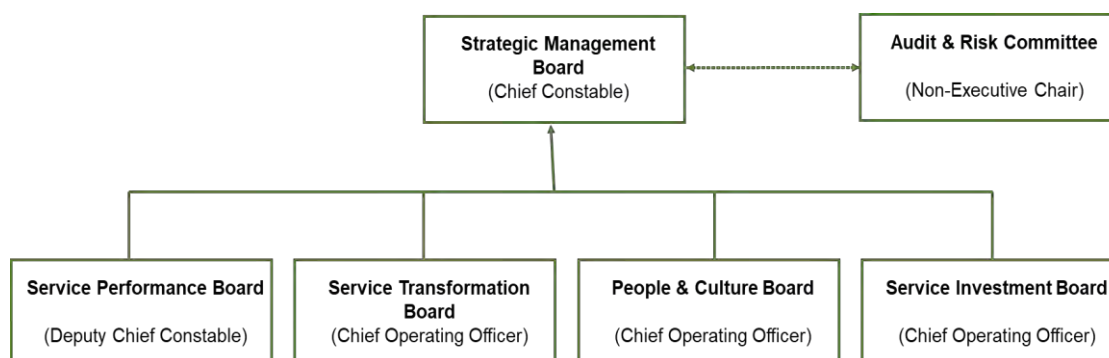 Strategic Management
Board
(Chief Constable)
Audit & Risk Committee
(Non-Executive Chair)
Service Performance Board
(Deputy Chief Constable)
Service Transformation
Board
(Chief Operating Officer)
People & Culture Board
(Chief Operating Officer)
Service Investment Board
(Chief Operating Officer)